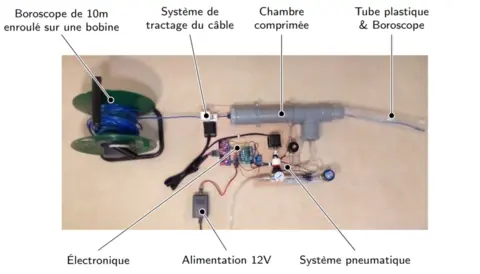 Boroscope de 10m
enroulé sur une bobine
Système de
tractage du câble
Chambre
comprimée
Tube plastique
& Boroscope
Électronique
Alimentation 12V
Système pneumatique